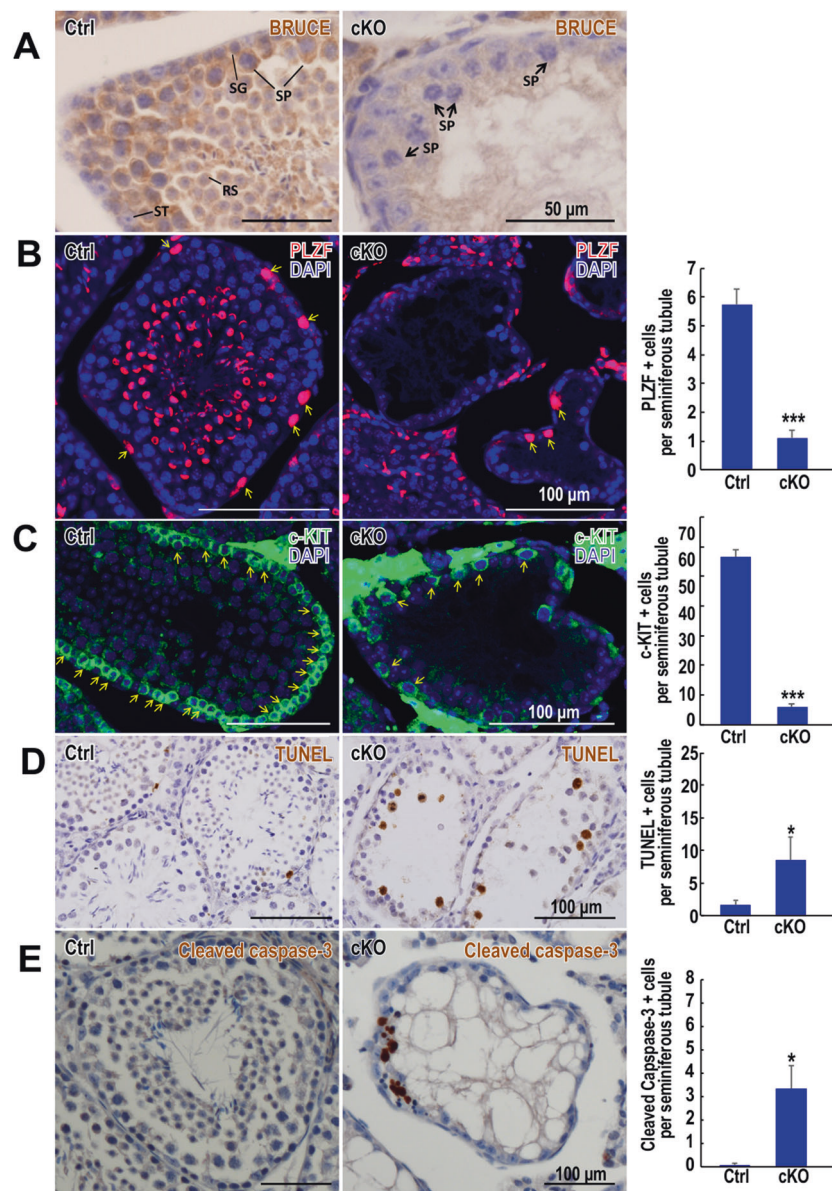 A
Ctrl
BRUCE
SG
SP
RS
ST
cKO
BRUCE
SP
SP
SP
50 µm
B
Ctrl
PLZF
DAPI
cKO
PLZF
DAPI
100 µm
PLZF + cells
per seminiferous tubule
6
5
4
3
2
1
0
***
Ctrl
cKO
C
Ctrl
c-KIT
DAPI
cKO
c-KIT
DAPI
100 µm
c-KIT + cells
per seminiferous tubule
70
60
50
40
30
20
10
0
***
Ctrl
cKO
D
Ctrl
TUNEL
cKO
TUNEL
100 µm
TUNEL + cells
per seminiferous tubule
25
20
15
10
5
0
*
Ctrl
cKO
E
Ctrl
Cleaved caspase-3
cKO
Cleaved caspase-3
100 µm
Cleaved Capspase-3 + cells
per seminiferous tubule
8
7
6
5
4
3
2
1
0
*
Ctrl
cKO